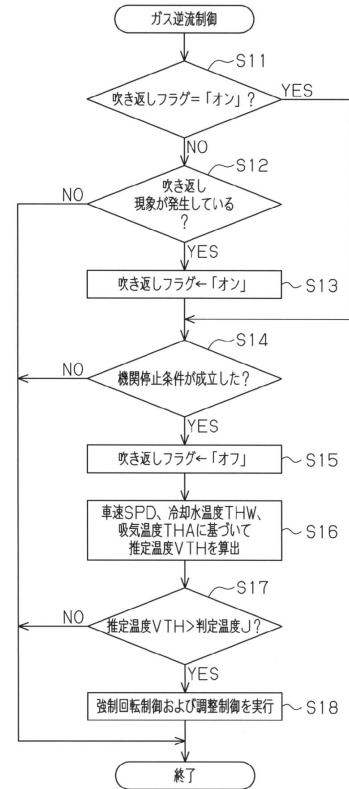 ガス逆流制御
S11
吹き返しフラグ=「オン」?
YES
NO
S12
吹き返し
現象が発生している
?
NO
YES
吹き返しフラグ←「オン」
S13
S14
機関停止条件が成立した?
NO
YES
吹き返しフラグ←「オフ」
S15
車速SPD、冷却水温度THW、
吸気温度THAに基づいて
推定温度VTHを算出
S16
S17
推定温度VTH>判定温度J?
NO
YES
強制回転制御および調整制御を実行
S18
終了